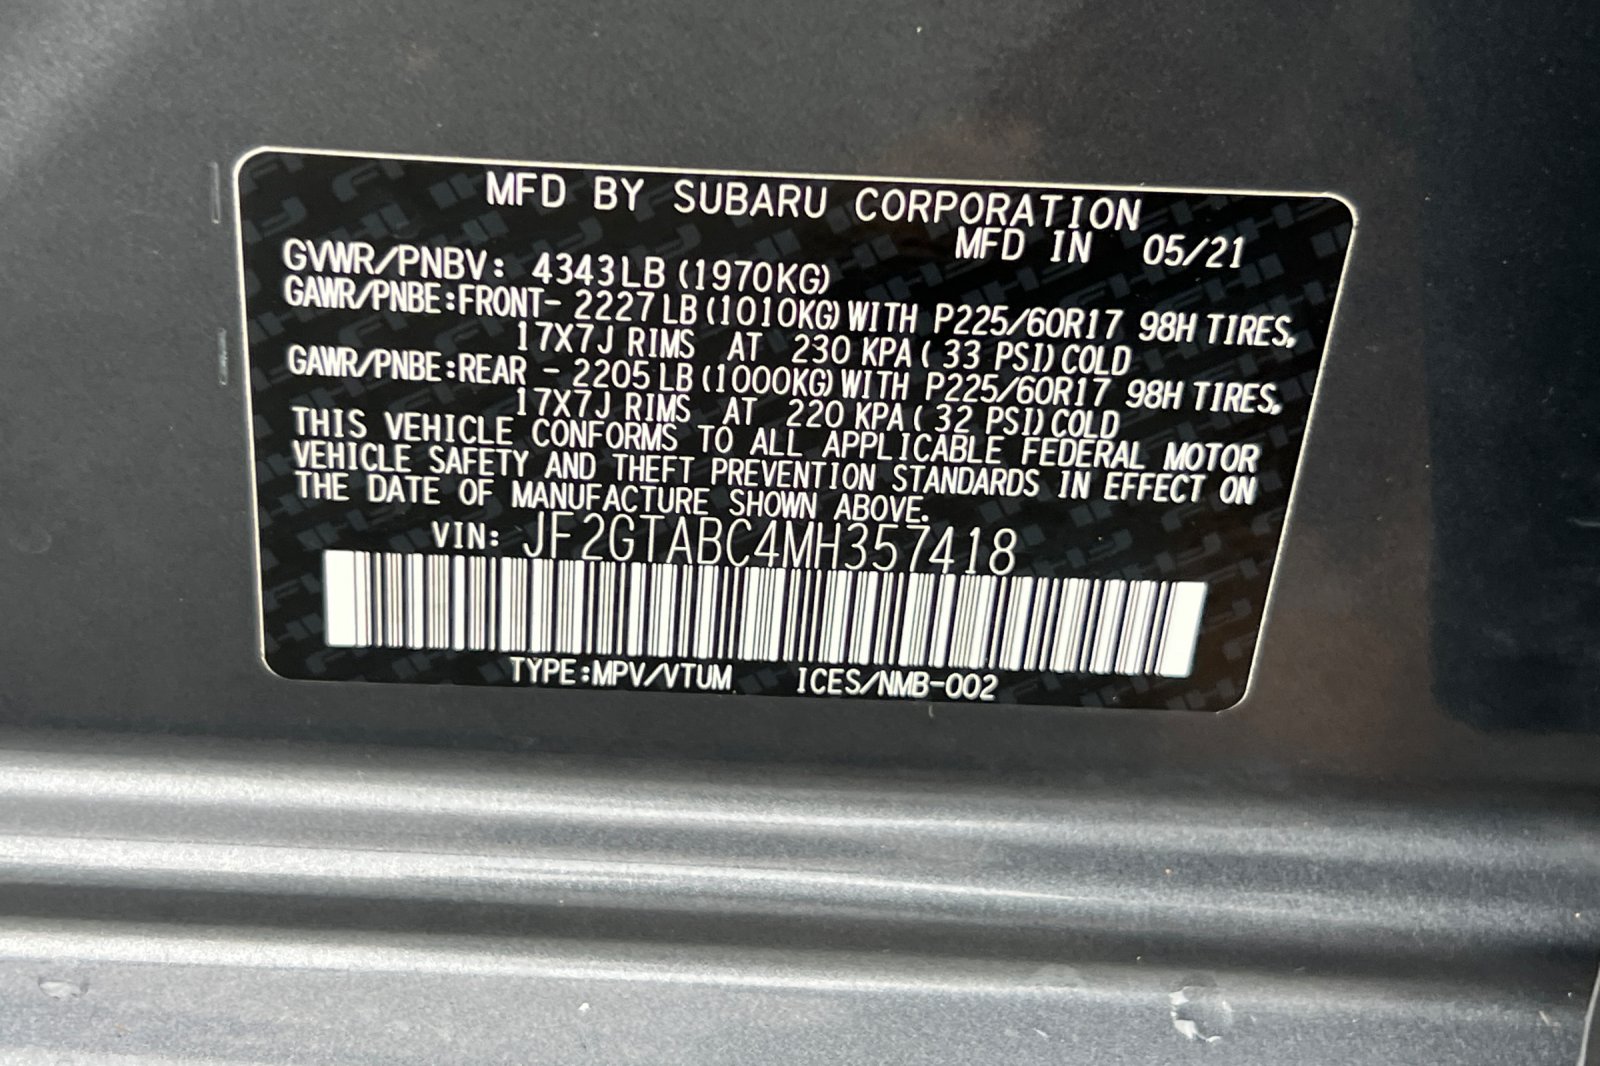 MFD BY SUBARU CORPORATION
MFD IN 05/21
GVWR/PNBV: 4343LB (1970KG)
GAWR/PNBE:FRONT- 2227LB (1010KG) WITH P225/60R17 98H TIRES,
17X7J RIMS AT 230 KPA( 33 PSI) COLD
GAWR/PNBE:REAR - 2205LB (1000KG) WITH P225/60R17 98H TIRES,
17X7J RIMS AT 220 KPA( 32 PSI) COLD
THIS VEHICLE CONFORMS TO ALL APPLICABLE FEDERAL MOTOR
VEHICLE SAFETY AND THEFT PREVENTION STANDARDS IN EFFECT ON
THE DATE OF MANUFACTURE SHOWN ABOVE.
VIN: JF2GTABC4MH357418
TYPE:MPV/VTUM ICES/NMB-002